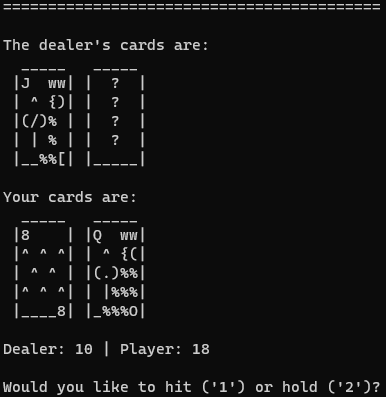 ==========================================
The dealer's cards are:
  _____   _____
 |J  ww| |  ?  |
 | ^ {)| |  ?  |
 |(/)% | |  ?  |
 | | % | |  ?  |
 |__%%[| |_____|
Your cards are:
  _____   _____
 |8    | |Q  ww|
 |^ ^ ^| | ^ {(|
 | ^ ^ | |(.)%%|
 |^ ^ ^| | |%%%|
 |____8| |_%%%O|
Dealer: 10 | Player: 18
Would you like to hit ('1') or hold ('2')?